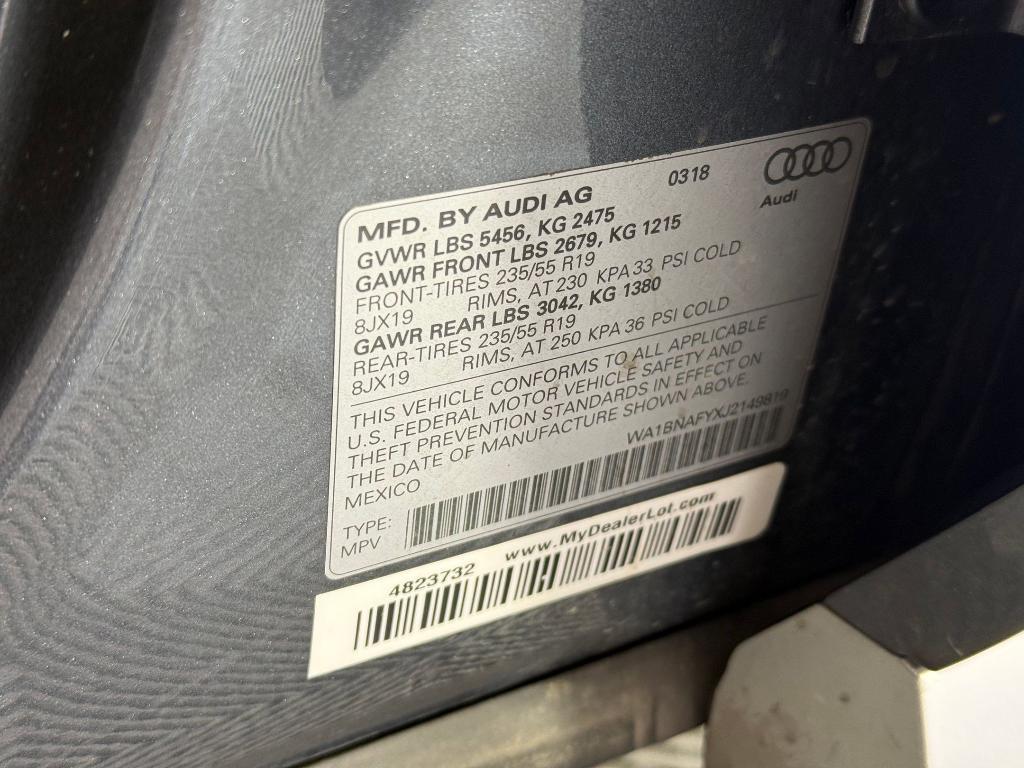 0318
Audi
MFD. BY AUDI AG
GVWR LBS 5456, KG 2475
GAWR FRONT LBS 2679, KG 1215
FRONT-TIRES 235/55 R19
8JX19 RIMS, AT 230 KPA 33 PSI COLD
GAWR REAR LBS 3042, KG 1380
REAR-TIRES 235/55 R19
8JX19 RIMS, AT 250 KPA 36 PSI COLD
THIS VEHICLE CONFORMS TO ALL APPLICABLE
U.S. FEDERAL MOTOR VEHICLE SAFETY AND
THEFT PREVENTION STANDARDS IN EFFECT ON
THE DATE OF MANUFACTURE SHOWN ABOVE.
MEXICO
WA1BNAFYXJ2149819
TYPE:
MPV
www.MyDealerLot.com
4823732